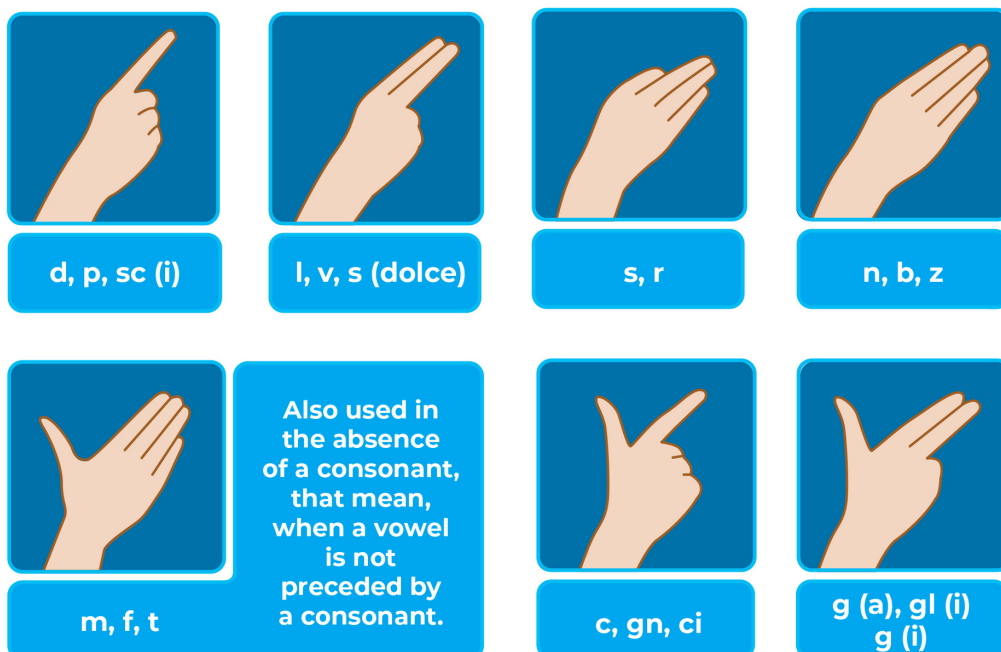 d, p, sc (i)
l, v, s (dolce)
s, r
n, b, z
m, f, t
Also used in
the absence
of a consonant,
that mean,
when a vowel
is not
preceded by
a consonant.
c, gn, ci
g (a), gl (i)
g (i)